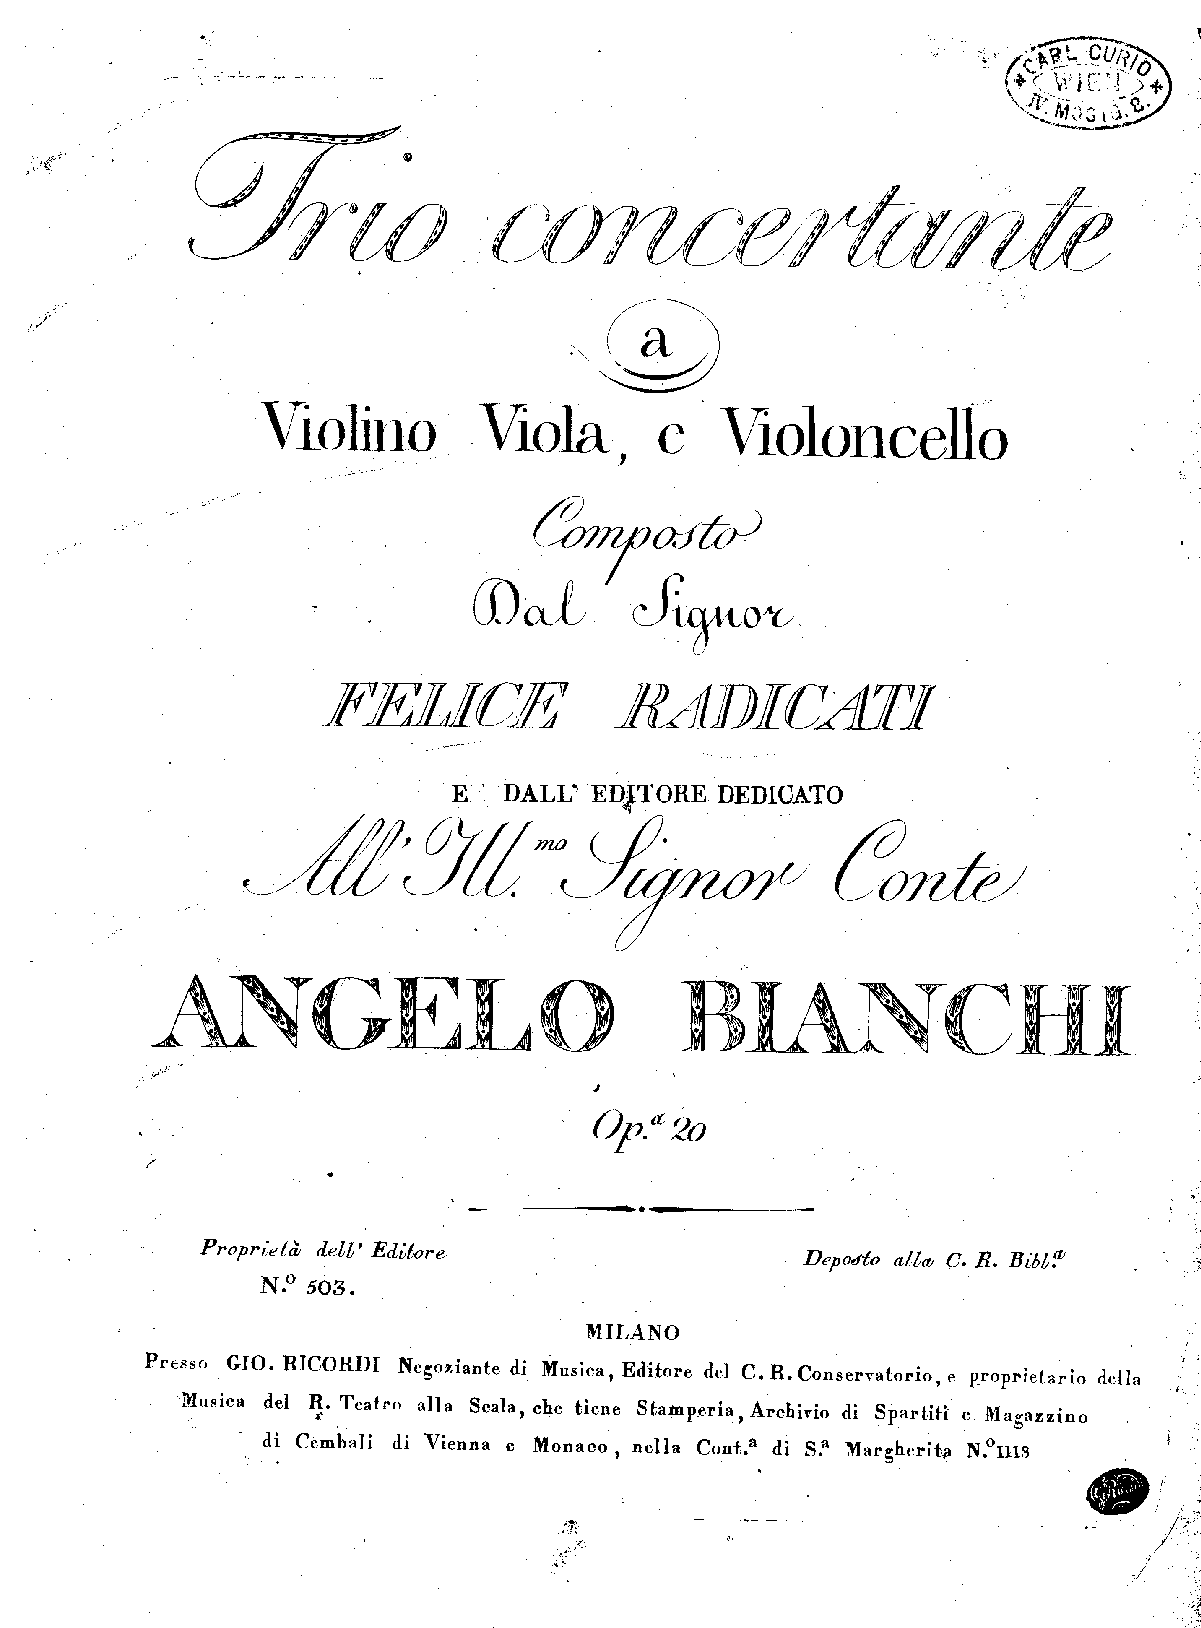 CARL CURIO
WIEN
Trio concertante
a
Violino Viola, e Violoncello
Composto
Dal Signor
FELICE RADICATI
E DALL' EDITORE DEDICATO
All' Ill.mo Signor Conte
ANGELO BIANCHI
Op.a 20
Proprietà dell' Editore
N.o 503.
Deposto alla C. R. Bibl.a
MILANO
Presso GIO. RICORDI Negoziante di Musica, Editore del C. R. Conservatorio, e proprietario della
Musica del R. Teatro alla Scala, che tiene Stamperia, Archivio di Spartiti e Magazzino
di Cembali di Vienna e Monaco, nella Cont.a di S.a Margherita N.o 1118